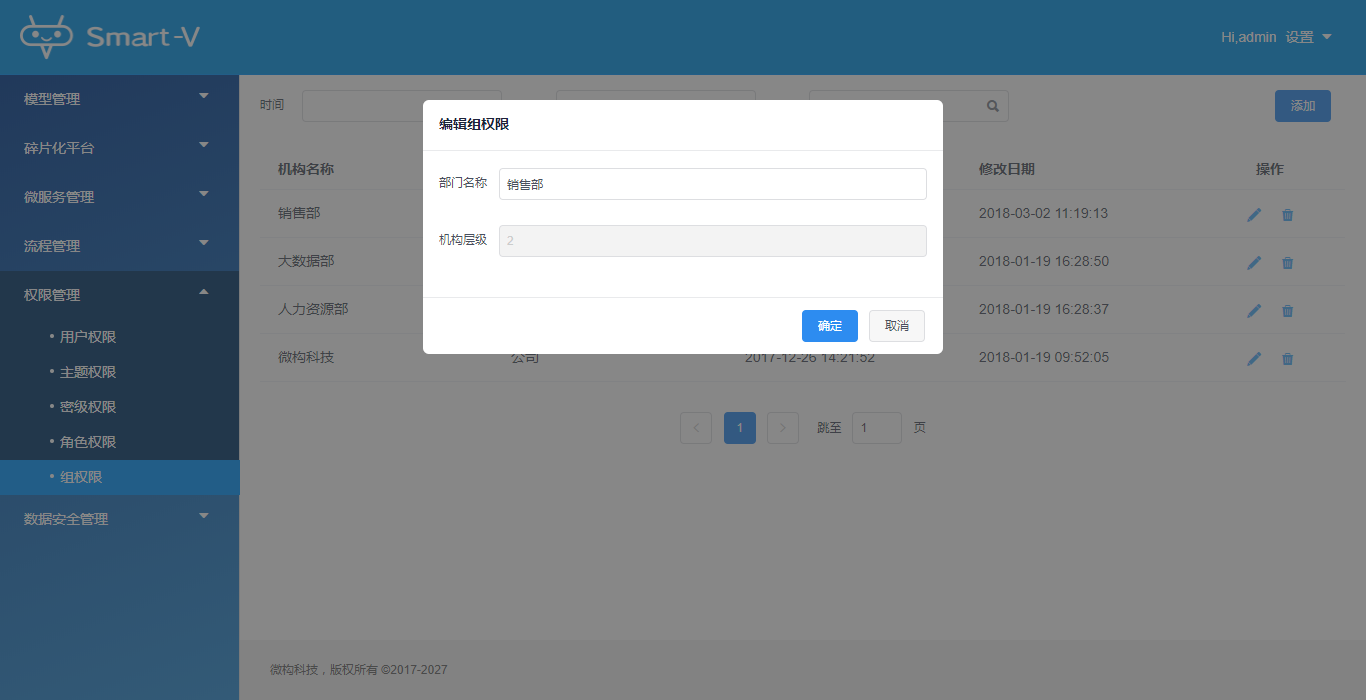 Smart-V
Hi,admin 设置
模型管理
碎片化平台
微服务管理
流程管理
权限管理
• 用户权限
• 主题权限
• 密级权限
• 角色权限
• 组权限
数据安全管理
时间
添加
编辑组权限
部门名称 销售部
机构层级 2
确定 取消
机构名称 修改日期 操作
销售部 2018-03-02 11:19:13
大数据部 2018-01-19 16:28:50
人力资源部 2018-01-19 16:28:37
微构科技 公司 2017-12-26 14:21:52 2018-01-19 09:52:05
< 1 > 跳至 1 页
微构科技，版权所有 ©2017-2027